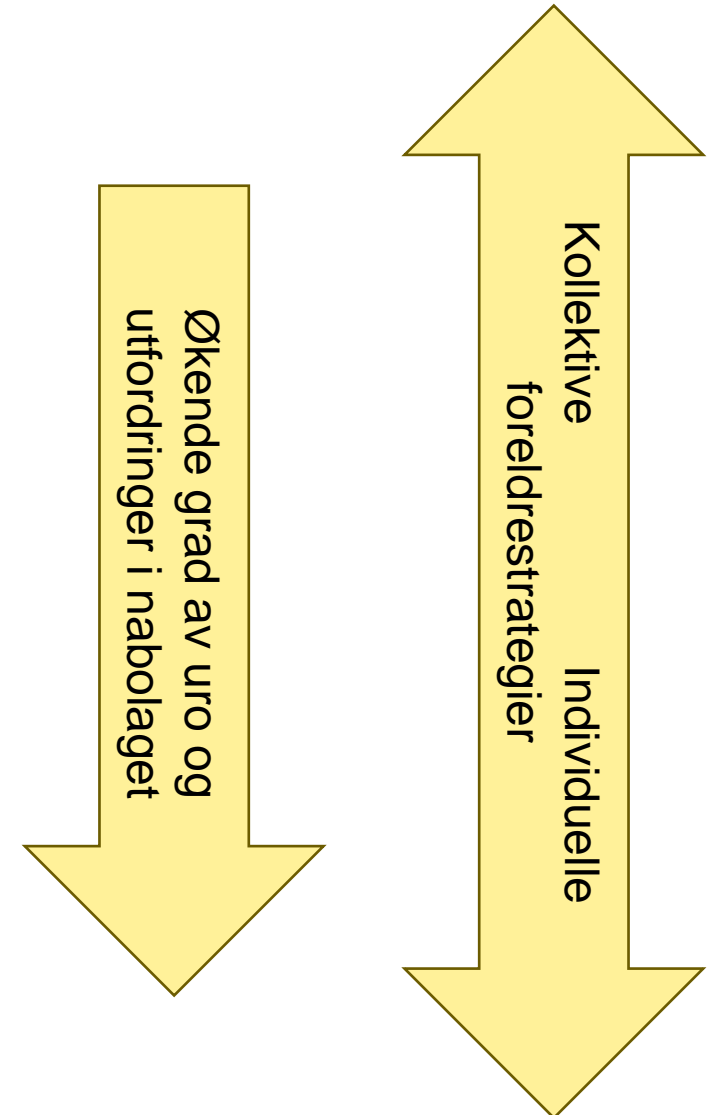 Økende grad av uro og
utfordringer i nabolaget
Kollektive Individuelle
foreldrestrategier